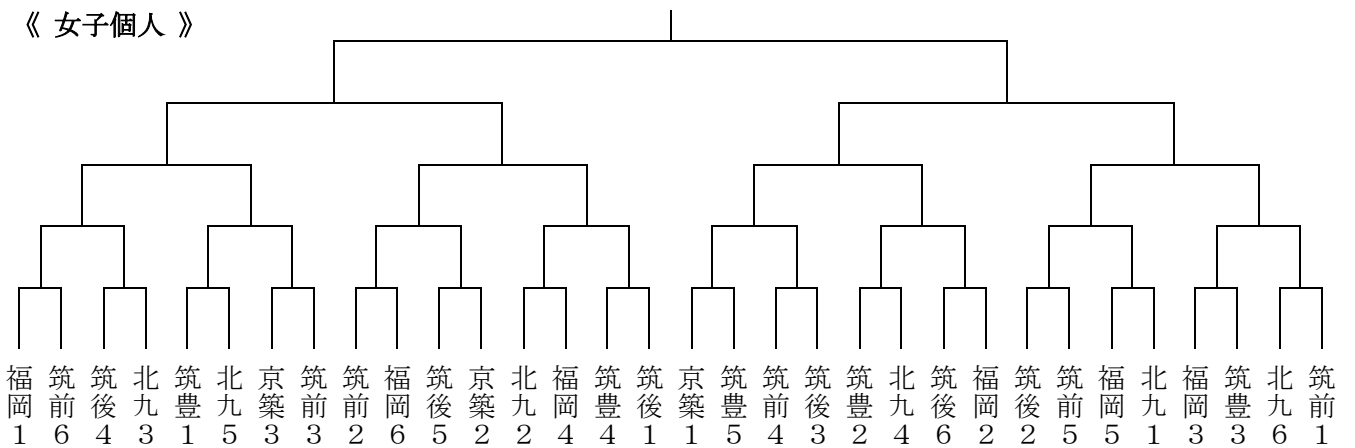 《 女子個人 》
福岡1
筑前6
筑後4
北九3
筑豊1
北九5
京築3
筑前3
筑前2
福岡6
筑後5
京築2
北九2
福岡4
筑豊4
筑後1
京築1
筑豊5
筑前4
筑後3
筑豊2
北九4
筑後6
福岡2
筑後2
筑前5
福岡5
北九1
福岡3
筑豊3
北九6
筑前1